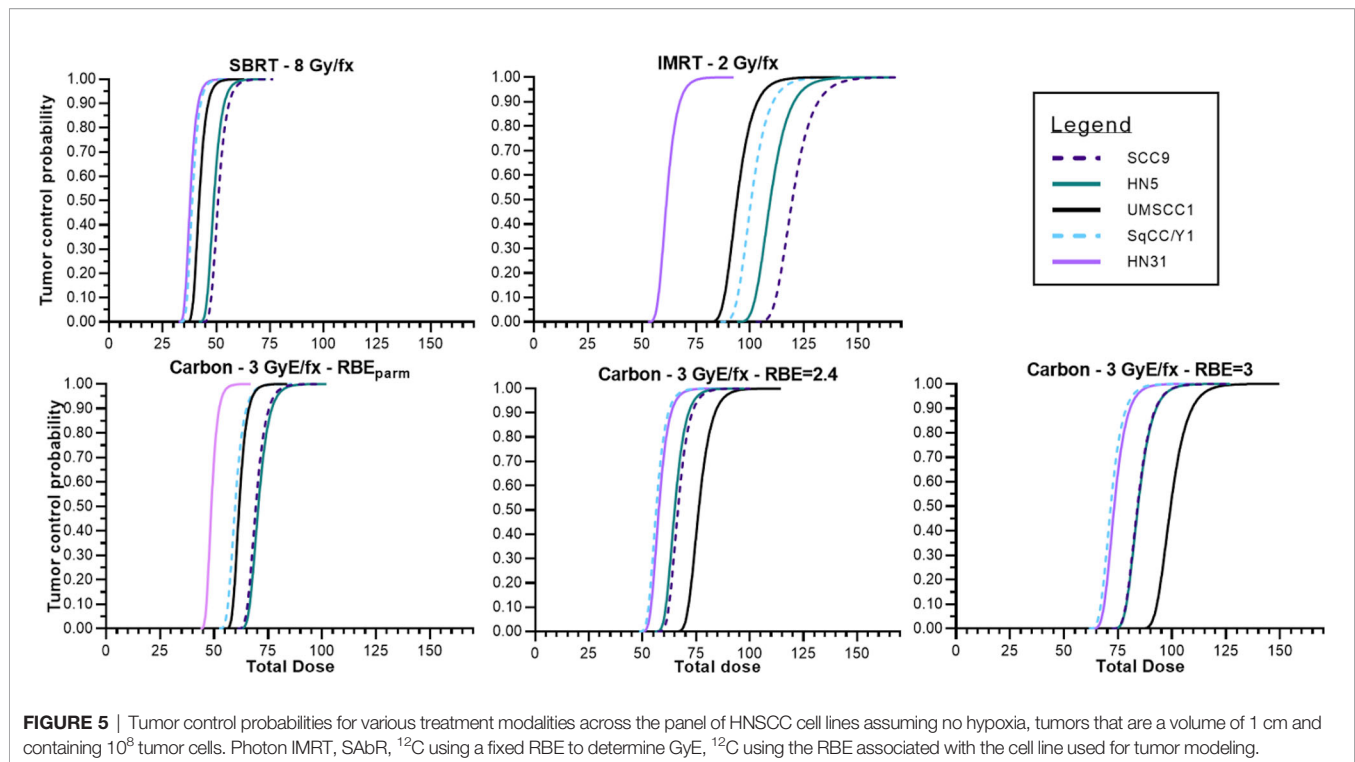 SBRT - 8 Gy/fx
Tumor control probability
1.00
0.90
0.80
0.70
0.60
0.50
0.40
0.30
0.20
0.10
0.00
0 25 50 75 100 125 150
IMRT - 2 Gy/fx
1.00
0.90
0.80
0.70
0.60
0.50
0.40
0.30
0.20
0.10
0.00
0 25 50 75 100 125 150
Legend
SCC9
HN5
UMSCC1
SqCC/Y1
HN31
Carbon - 3 GyE/fx - RBEparm
Tumor control probability
1.00
0.90
0.80
0.70
0.60
0.50
0.40
0.30
0.20
0.10
0.00
0 25 50 75 100 125 150
Total Dose
Carbon - 3 GyE/fx - RBE=2.4
1.00
0.90
0.80
0.70
0.60
0.50
0.40
0.30
0.20
0.10
0.00
0 25 50 75 100 125 150
Total dose
Carbon - 3 GyE/fx - RBE=3
1.00
0.90
0.80
0.70
0.60
0.50
0.40
0.30
0.20
0.10
0.00
0 25 50 75 100 125 150
Total Dose
FIGURE 5 | Tumor control probabilities for various treatment modalities across the panel of HNSCC cell lines assuming no hypoxia, tumors that are a volume of 1 cm and
containing 10⁸ tumor cells. Photon IMRT, SAbR, ¹²C using a fixed RBE to determine GyE, ¹²C using the RBE associated with the cell line used for tumor modeling.